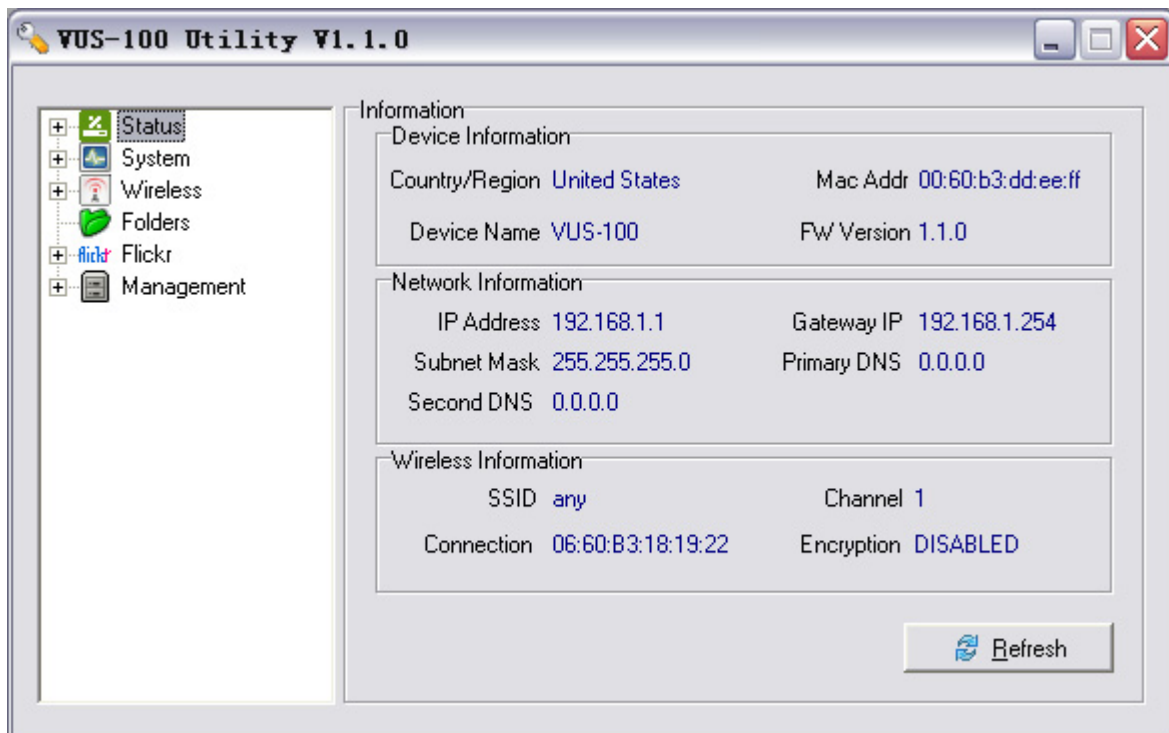 VUS-100 Utility V1.1.0
Status
System
Wireless
Folders
flickr Flickr
Management
Information
Device Information
Country/Region United States Mac Addr 00:60:b3:dd:ee:ff
Device Name VUS-100 FW Version 1.1.0
Network Information
IP Address 192.168.1.1 Gateway IP 192.168.1.254
Subnet Mask 255.255.255.0 Primary DNS 0.0.0.0
Second DNS 0.0.0.0
Wireless Information
SSID any Channel 1
Connection 06:60:B3:18:19:22 Encryption DISABLED
Refresh